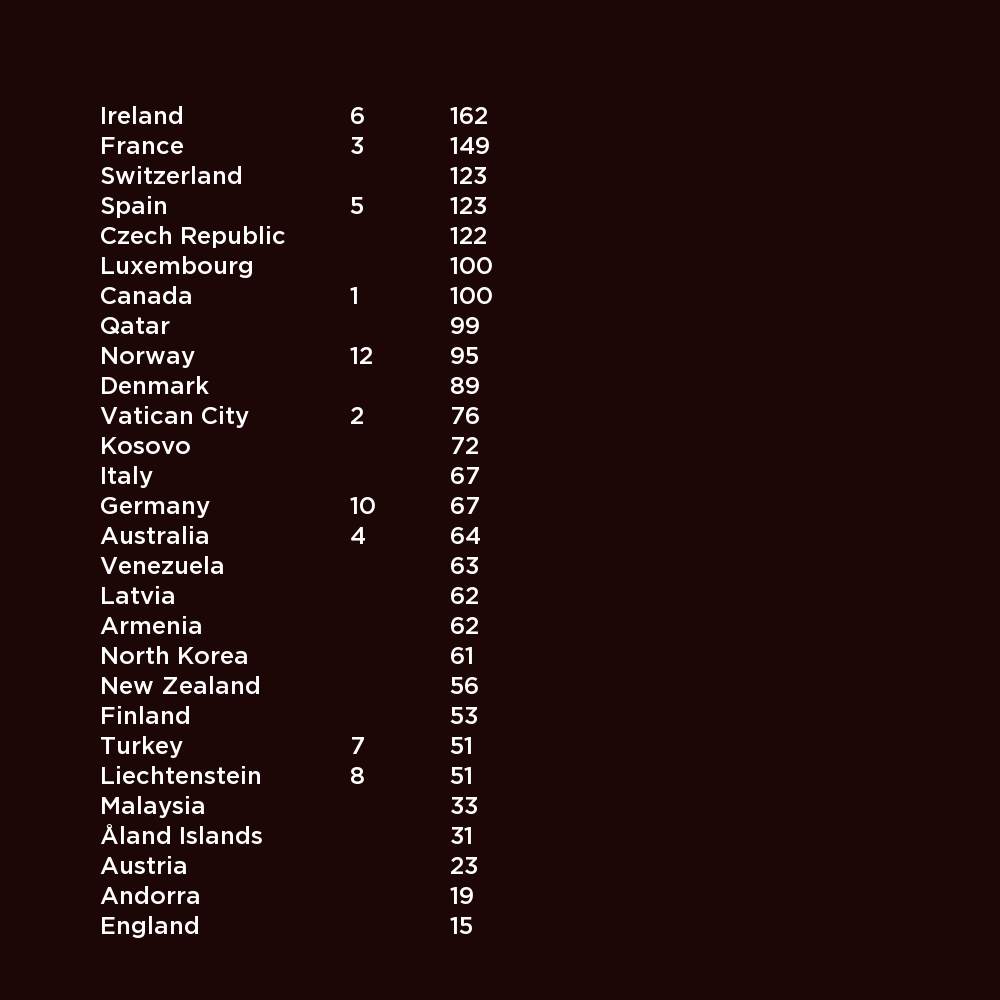 Ireland 6 162
France 3 149
Switzerland 123
Spain 5 123
Czech Republic 122
Luxembourg 100
Canada 1 100
Qatar 99
Norway 12 95
Denmark 89
Vatican City 2 76
Kosovo 72
Italy 67
Germany 10 67
Australia 4 64
Venezuela 63
Latvia 62
Armenia 62
North Korea 61
New Zealand 56
Finland 53
Turkey 7 51
Liechtenstein 8 51
Malaysia 33
Åland Islands 31
Austria 23
Andorra 19
England 15